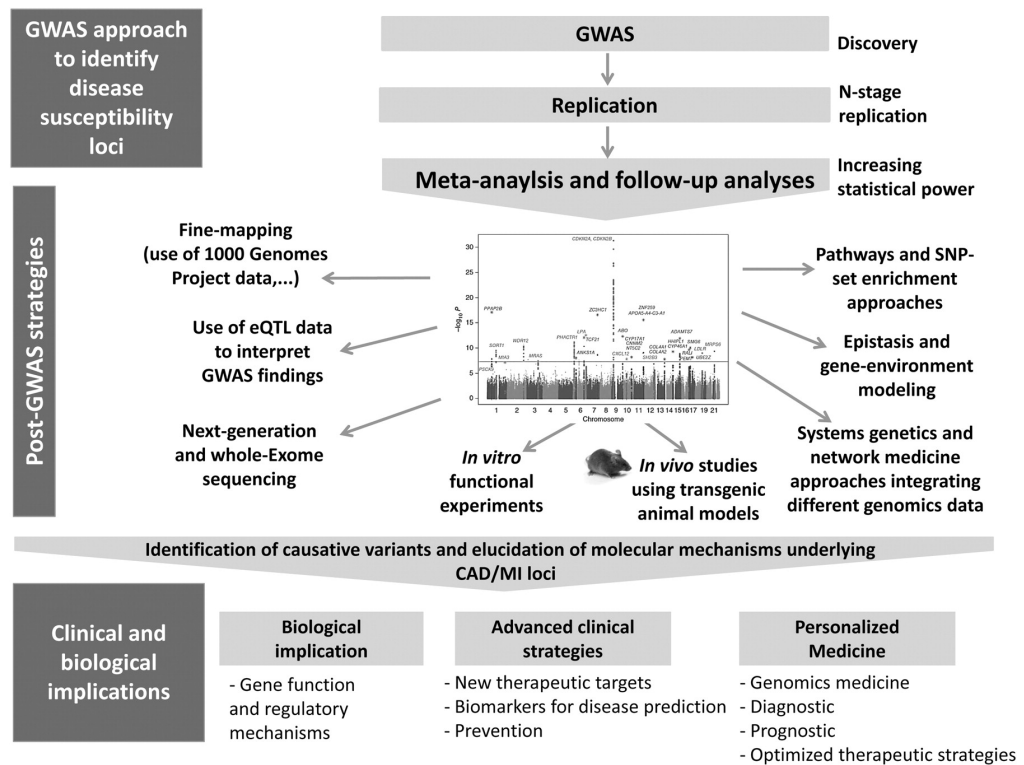 GWAS approach
to identify
disease
susceptibility
loci
GWAS
Discovery
Replication
N-stage
replication
Meta-anaylsis and follow-up analyses
Increasing
statistical power
Post-GWAS strategies
Fine-mapping
(use of 1000 Genomes
Project data,...)
Use of eQTL data
to interpret
GWAS findings
Next-generation
and whole-Exome
sequencing
-log10 P
30
25
20
15
10
5
0
CDKN2A, CDKN2B
PPAP2B
ZC3HC1
ZNF259
APOA5-A4-C3-A1
SORT1
MIA3
PCSK9
WDR12
MRAS
PHACTR1
LPA
TCF21
ANKS1A
ABO
CXCL12
CYP17A1
CNNM2
NT5C2
SH2B3
COL4A1
COL4A2
ADAMTS7
HHIPL1
CYP46A1
SMG6
RAI1
LDLR
UBE2Z
MRPS6
1 2 3 4 5 6 7 8 9 10 11 12 13 14 15 16 17 19 21
Chromosome
In vitro
functional
experiments
In vivo studies
using transgenic
animal models
Pathways and SNP-
set enrichment
approaches
Epistasis and
gene-environment
modeling
Systems genetics and
network medicine
approaches integrating
different genomics data
Identification of causative variants and elucidation of molecular mechanisms underlying
CAD/MI loci
Clinical and
biological
implications
Biological
implication
- Gene function
and regulatory
mechanisms
Advanced clinical
strategies
- New therapeutic targets
- Biomarkers for disease prediction
- Prevention
Personalized
Medicine
- Genomics medicine
- Diagnostic
- Prognostic
- Optimized therapeutic strategies